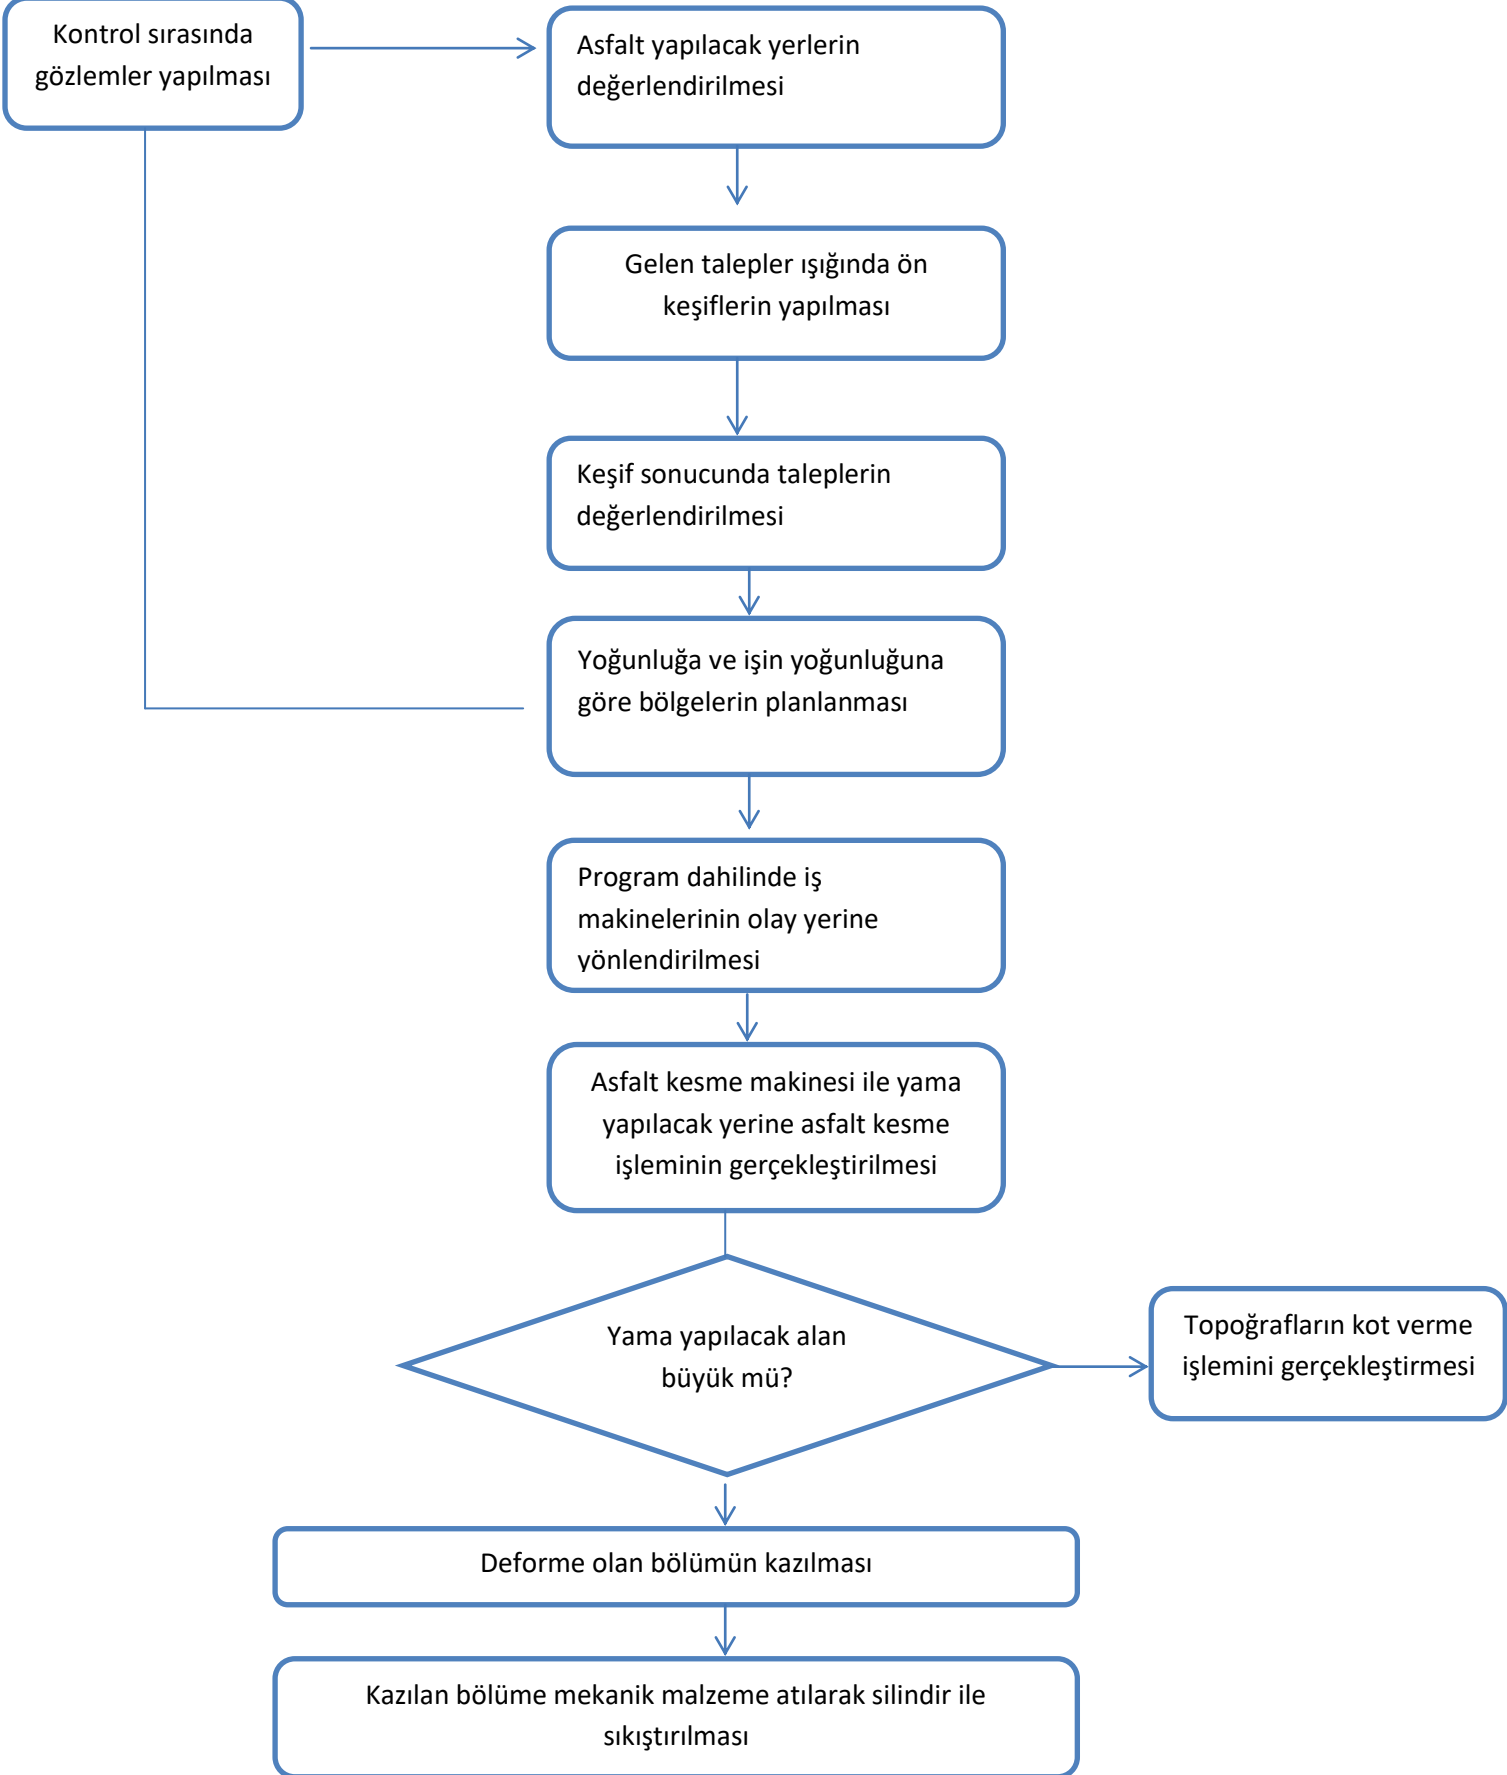 Kontrol sırasında
gözlemler yapılması
Asfalt yapılacak yerlerin
değerlendirilmesi
Gelen talepler ışığında ön
keşiflerin yapılması
Keşif sonucunda taleplerin
değerlendirilmesi
Yoğunluğa ve işin yoğunluğuna
göre bölgelerin planlanması
Program dahilinde iş
makinelerinin olay yerine
yönlendirilmesi
Asfalt kesme makinesi ile yama
yapılacak yerine asfalt kesme
işleminin gerçekleştirilmesi
Yama yapılacak alan
büyük mü?
Topoğrafların kot verme
işlemini gerçekleştirmesi
Deforme olan bölümün kazılması
Kazılan bölüme mekanik malzeme atılarak silindir ile
sıkıştırılması